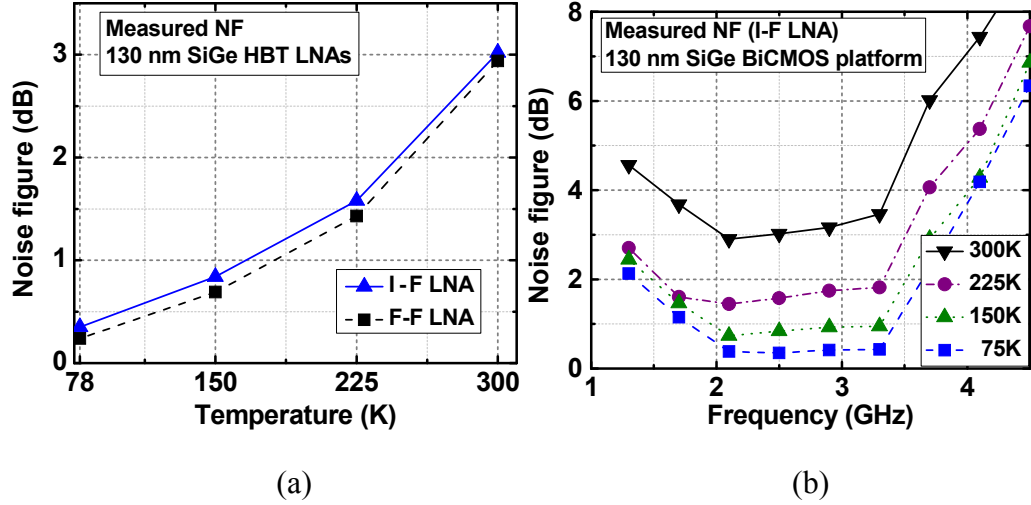 Measured NF
130 nm SiGe HBT LNAs
Noise figure (dB)
3
2
1
0
I-F LNA
F-F LNA
78
150
225
300
Temperature (K)
(a)
Measured NF (I-F LNA)
130 nm SiGe BiCMOS platform
Noise figure (dB)
8
6
4
2
0
300K
225K
150K
75K
1
2
3
4
Frequency (GHz)
(b)